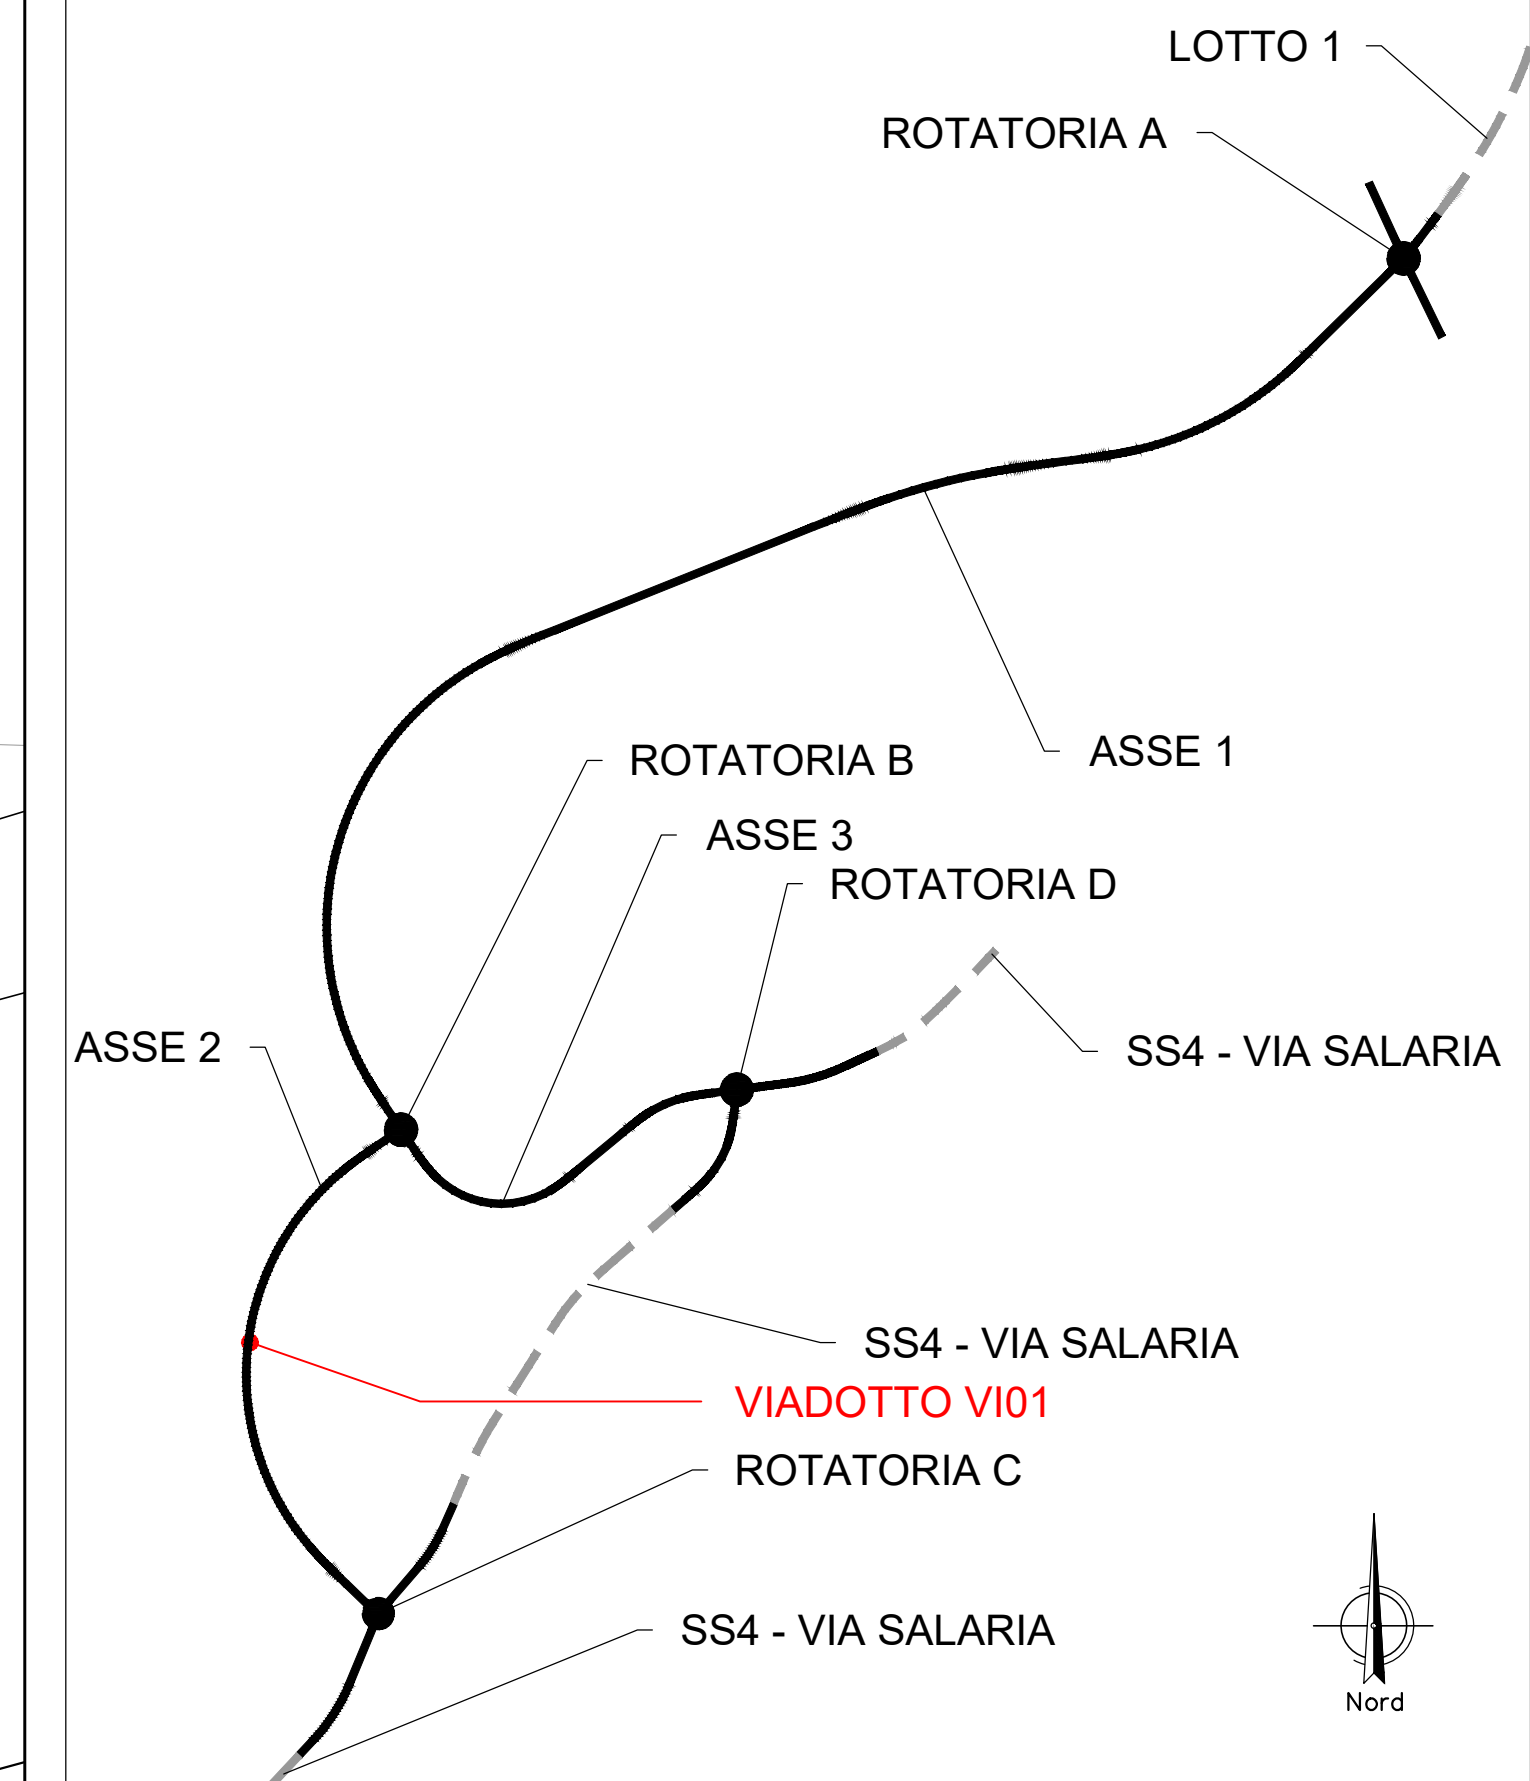 LOTTO 1
ROTATORIA A
ASSE 1
ROTATORIA B
ASSE 3
ROTATORIA D
ASSE 2
SS4 - VIA SALARIA
SS4 - VIA SALARIA
VIADOTTO VI01
ROTATORIA C
SS4 - VIA SALARIA
Nord